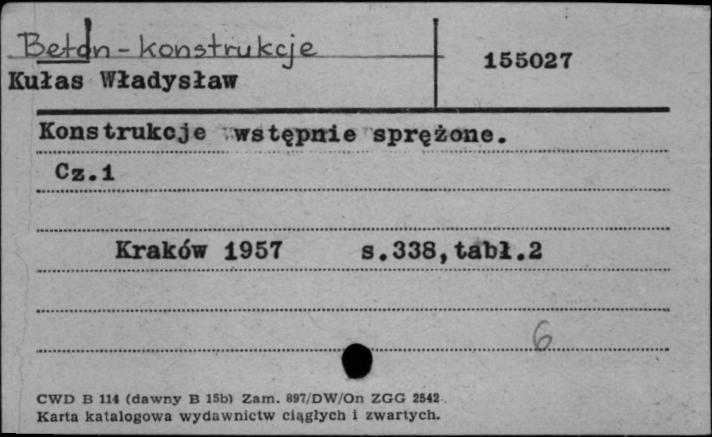 Beton - konstrukcje
155027
Kułas Władysław
Konstrukcje wstępnie sprężone.
Cz.1
Kraków 1957 s.338,tabl.2
6
CWD B 114 (dawny B 15b) Zam. 897/DW/On ZGG 2542.
Karta katalogowa wydawnictw ciągłych i zwartych.